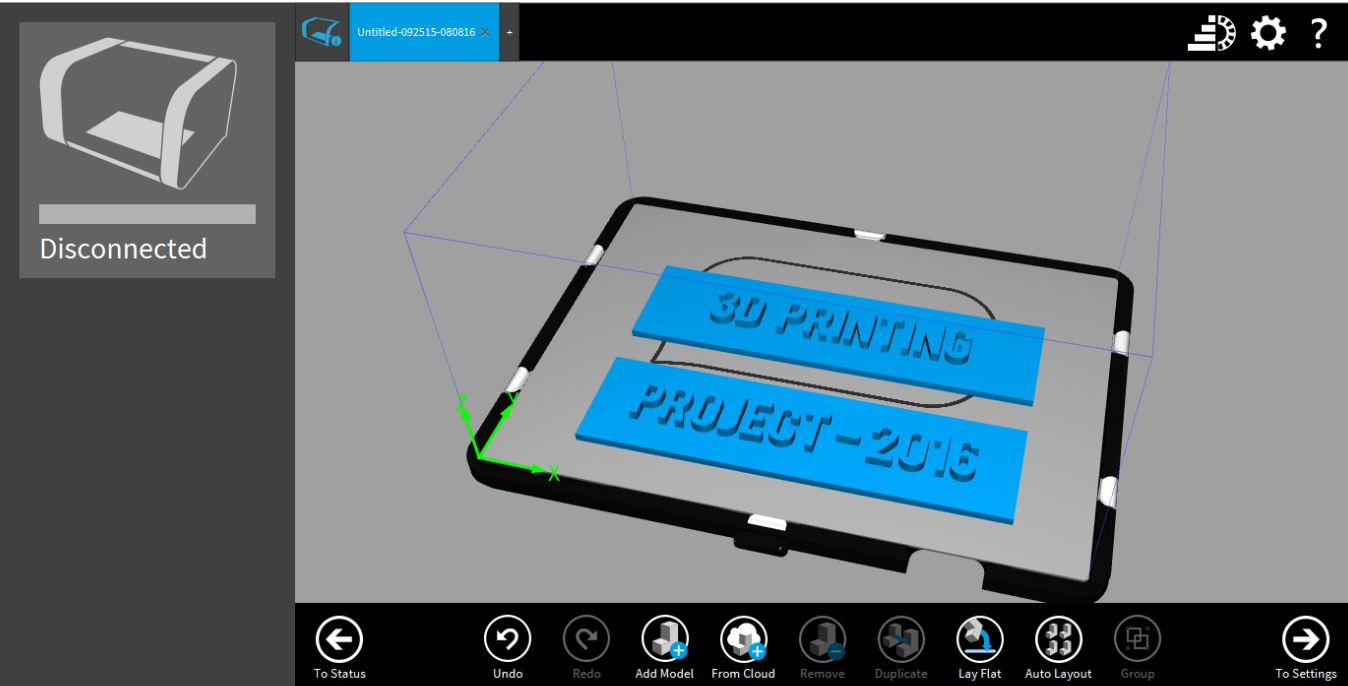 Untitled-092515-080816 ×
+
?
Disconnected
3D PRINTING
PROJECT - 2016
Z
Y
X
To Status
Undo
Redo
Add Model
From Cloud
Remove
Duplicate
Lay Flat
Auto Layout
Group
To Settings